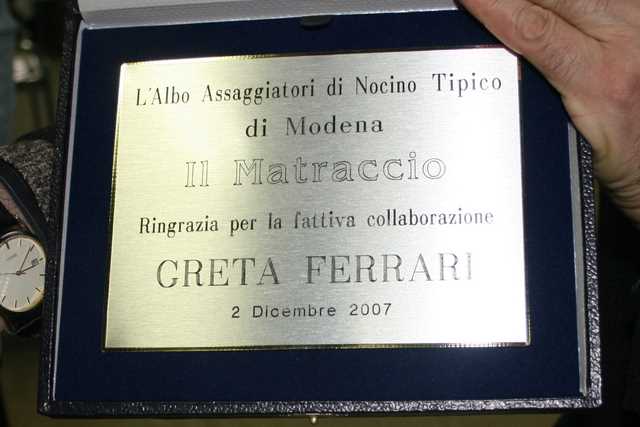 L'Albo Assaggiatori di Nocino Tipico
di Modena
Il Matraccio
Ringrazia per la fattiva collaborazione
GRETA FERRARI
2 Dicembre 2007